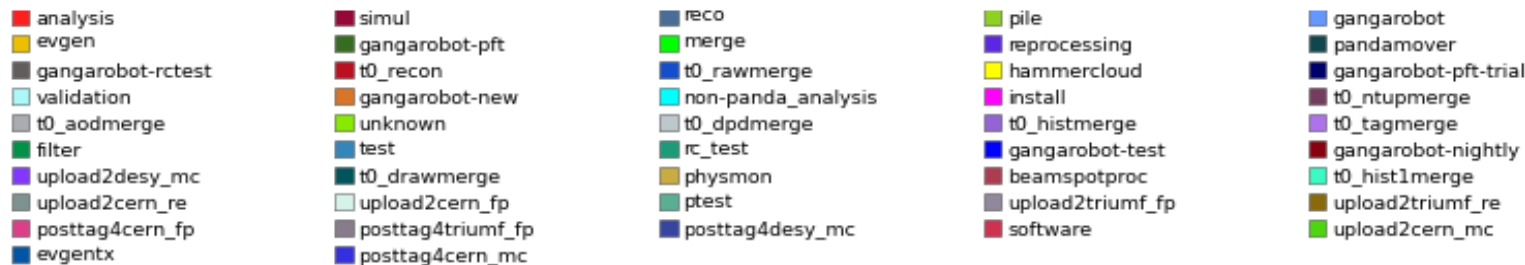 analysis simul reco pile gangarobot
evgen gangarobot-pft merge reprocessing pandamover
gangarobot-rctest t0_recon t0_rawmerge hammercloud gangarobot-pft-trial
validation gangarobot-new non-panda_analysis install t0_ntupmerge
t0_aodmerge unknown t0_dpdmerge t0_histmerge t0_tagmerge
filter test rc_test gangarobot-test gangarobot-nightly
upload2desy_mc t0_drawmerge physmon beamspotproc t0_hist1merge
upload2cern_re upload2cern_fp ptest upload2triumf_fp upload2triumf_re
posttag4cern_fp posttag4triumf_fp posttag4desy_mc software upload2cern_mc
evgentx posttag4cern_mc